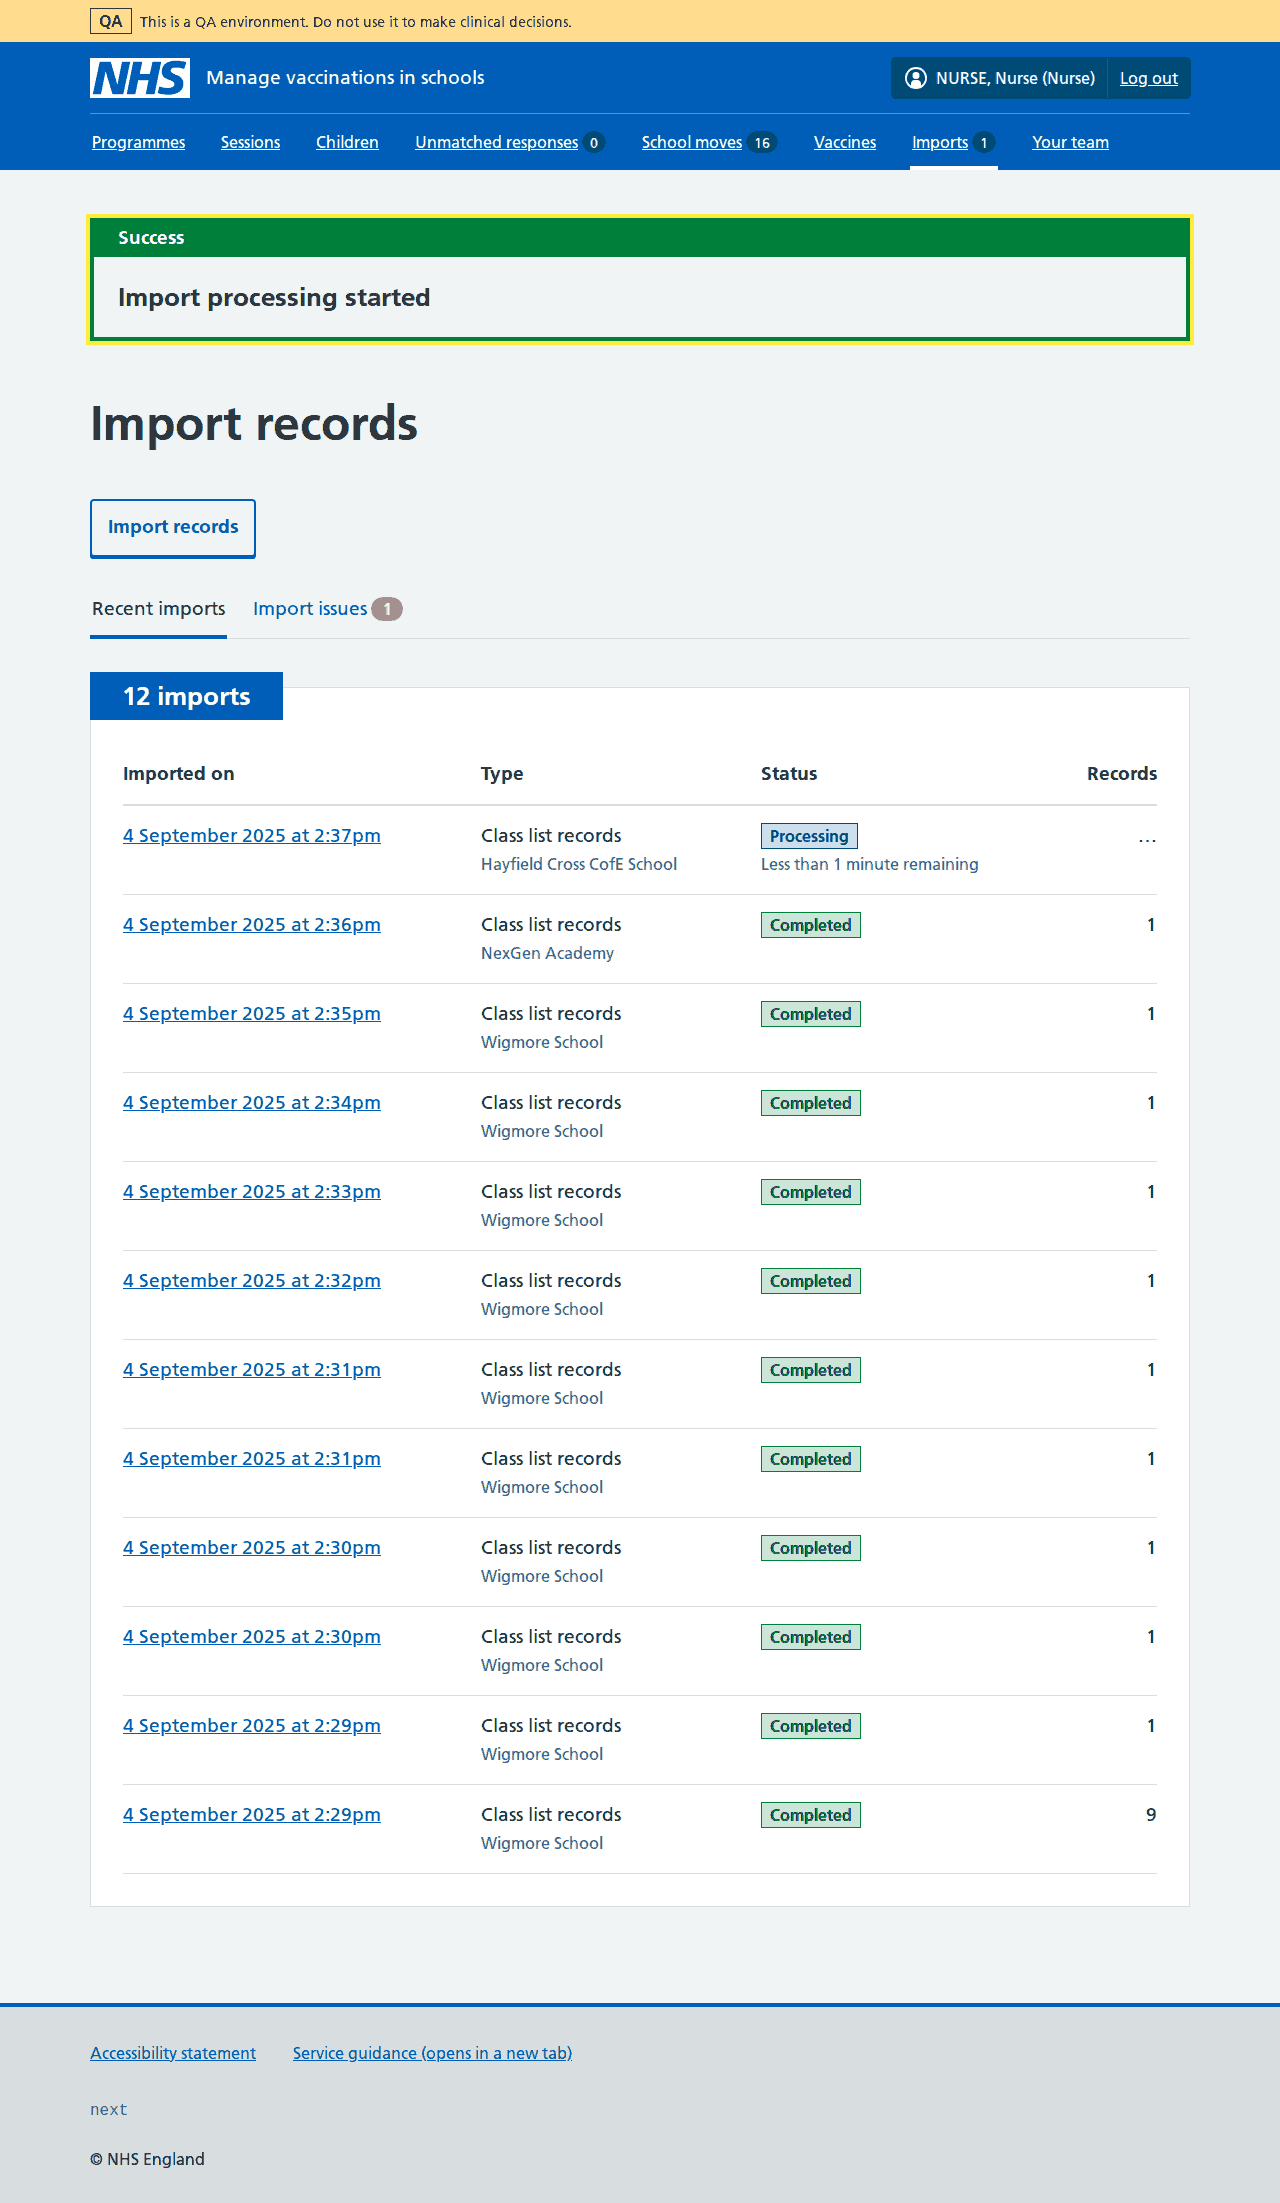 QA This is a QA environment. Do not use it to make clinical decisions.
NHS Manage vaccinations in schools NURSE, Nurse (Nurse) Log out
Programmes Sessions Children Unmatched responses 0 School moves 16 Vaccines Imports 1 Your team
Success
Import processing started
Import records
Import records
Recent imports Import issues 1
12 imports
Imported on Type Status Records
4 September 2025 at 2:37pm Class list records Processing ...
Hayfield Cross CofE School Less than 1 minute remaining
4 September 2025 at 2:36pm Class list records Completed 1
NexGen Academy
4 September 2025 at 2:35pm Class list records Completed 1
Wigmore School
4 September 2025 at 2:34pm Class list records Completed 1
Wigmore School
4 September 2025 at 2:33pm Class list records Completed 1
Wigmore School
4 September 2025 at 2:32pm Class list records Completed 1
Wigmore School
4 September 2025 at 2:31pm Class list records Completed 1
Wigmore School
4 September 2025 at 2:31pm Class list records Completed 1
Wigmore School
4 September 2025 at 2:30pm Class list records Completed 1
Wigmore School
4 September 2025 at 2:30pm Class list records Completed 1
Wigmore School
4 September 2025 at 2:29pm Class list records Completed 1
Wigmore School
4 September 2025 at 2:29pm Class list records Completed 9
Wigmore School
Accessibility statement Service guidance (opens in a new tab)
next
© NHS England